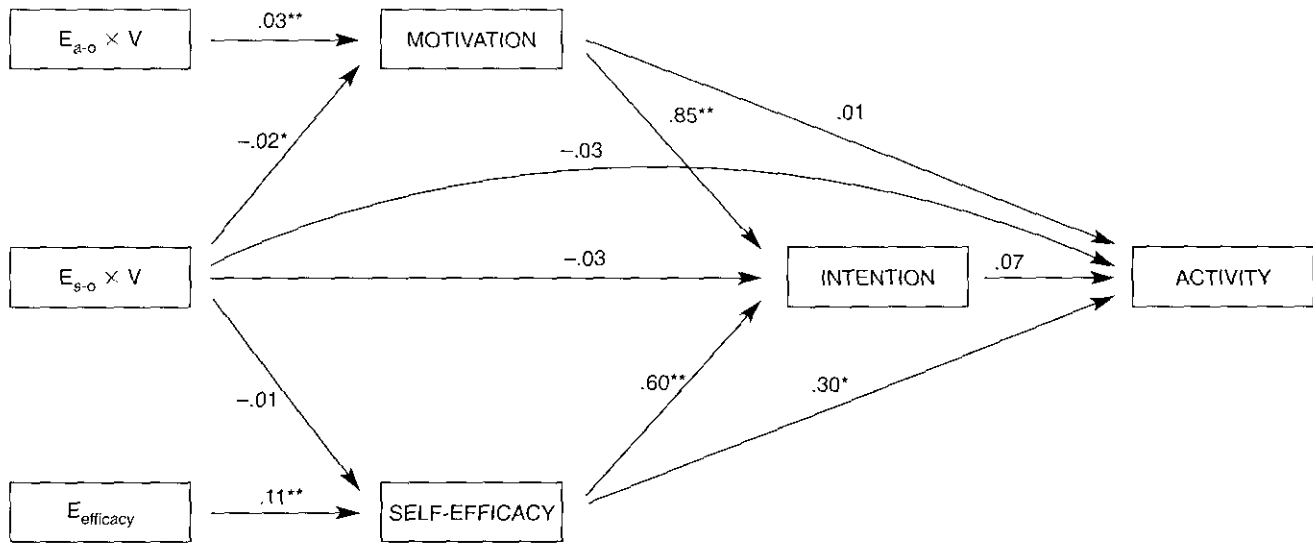 E_a-o × V
.03**
MOTIVATION
.85**
.01
−.02*
−.03
E_s-o × V
−.03
INTENTION
.07
ACTIVITY
−.01
.60**
.30*
E_efficacy
.11**
SELF-EFFICACY